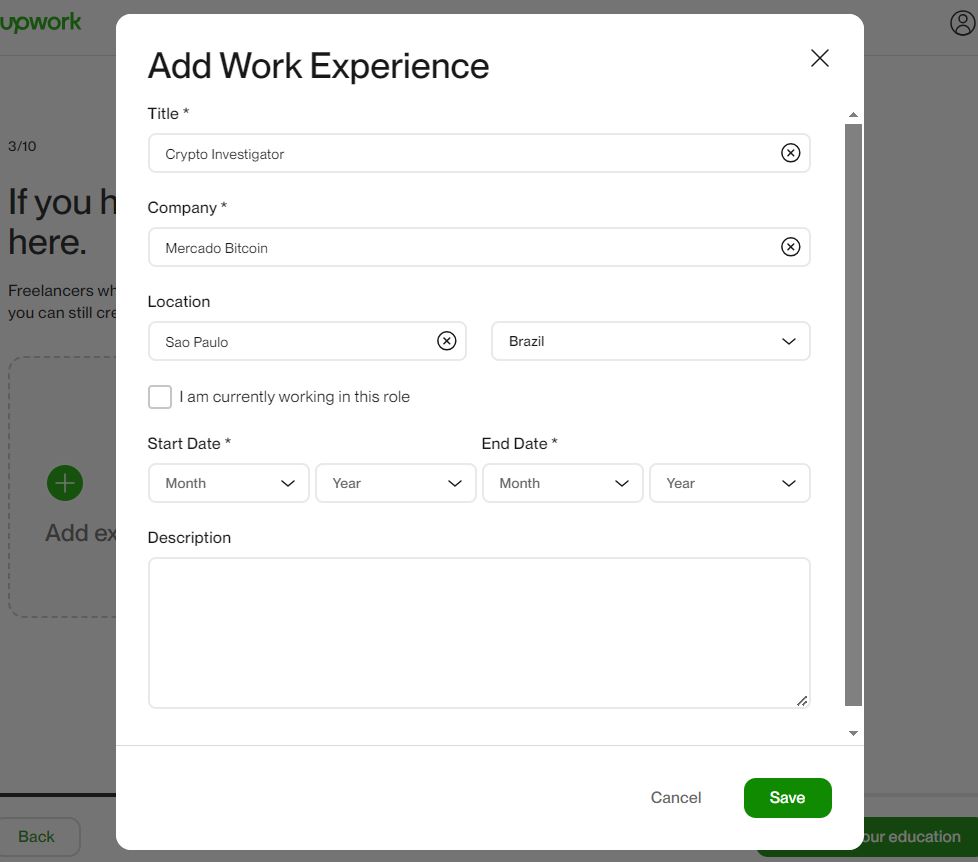 upwork
Add Work Experience
3/10
Title *
Crypto Investigator
If you h
here.
Company *
Mercado Bitcoin
Freelancers wh
you can still cre
Location
Sao Paulo
Brazil
I am currently working in this role
Start Date *
End Date *
Month
Year
Month
Year
Add ex
Description
Cancel
Save
Back
our education